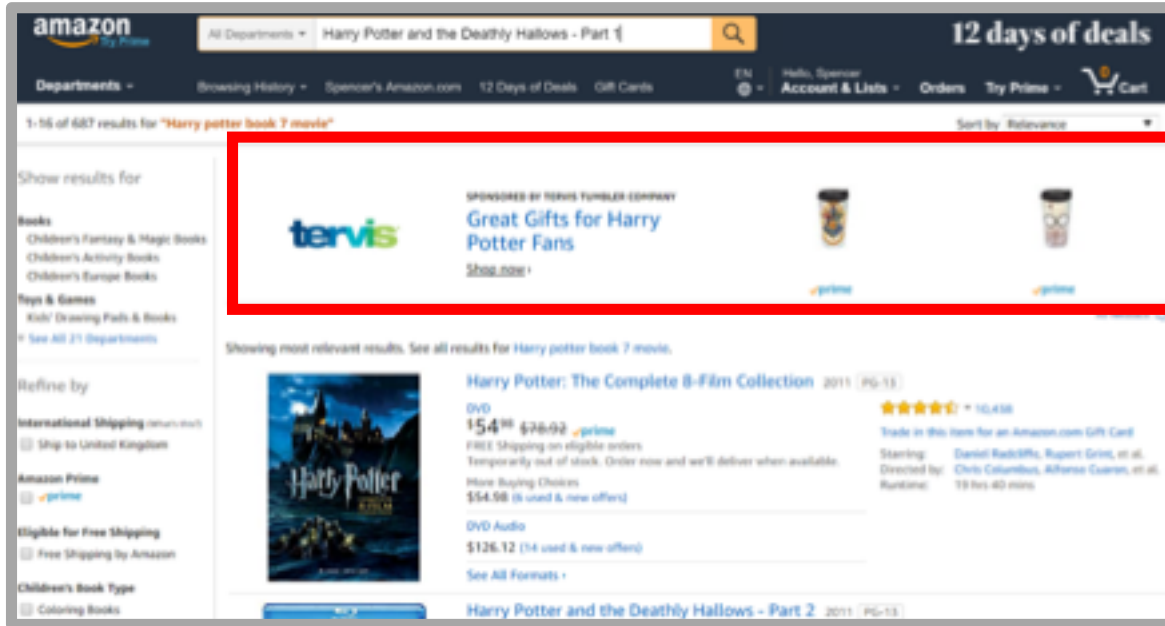 amazon
Try Prime
All Departments
Harry Potter and the Deathly Hallows - Part 1
12 days of deals
Departments
Browsing History
Spencer's Amazon.com
12 Days of Deals
Gift Cards
EN
Hello, Spencer
Account & Lists
Orders
Try Prime
0
Cart
1-16 of 687 results for "Harry potter book 7 movie"
Sort by Relevance
Show results for
Books
Children's Fantasy & Magic Books
Children's Activity Books
Children's Europe Books
Toys & Games
Kids' Drawing Pads & Books
+ See All 21 Departments
Refine by
International Shipping (What's this?)
Ship to United Kingdom
Amazon Prime
prime
Eligible for Free Shipping
Free Shipping by Amazon
Children's Book Type
Coloring Books
tervis
SPONSORED BY TERVIS TUMBLER COMPANY
Great Gifts for Harry
Potter Fans
Shop now ›
prime
prime
Showing most relevant results. See all results for Harry potter book 7 movie.
Harry Potter
Harry Potter: The Complete 8-Film Collection 2011 PG-13
DVD
$54.98 $78.92 prime
FREE Shipping on eligible orders
Temporarily out of stock. Order now and we'll deliver when available.
More Buying Choices
$54.98 (6 used & new offers)
DVD Audio
$126.12 (14 used & new offers)
See All Formats ›
10,458
Trade in this item for an Amazon.com Gift Card
Starring: Daniel Radcliffe, Rupert Grint, et al.
Directed by: Chris Columbus, Alfonso Cuaron, et al.
Runtime: 19 hrs 40 mins
Harry Potter and the Deathly Hallows - Part 2 2011 PG-13